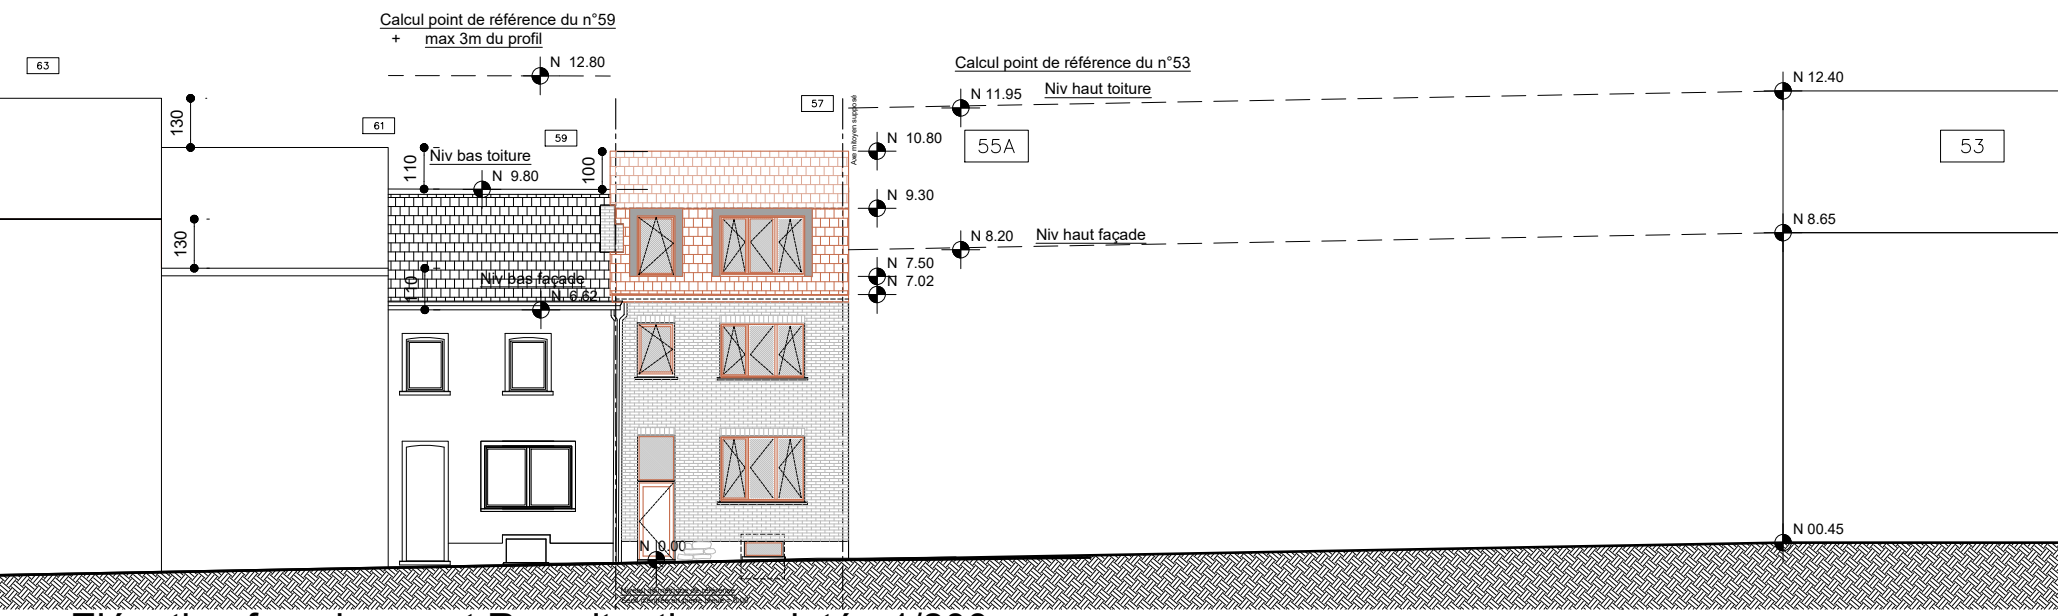 Calcul point de référence du n°59
+ max 3m du profil
N 12.80
63
61
59
57
130
110
100
130
110
Niv bas toiture
N 9.80
Niv bas façade
N 6.62
Axe mitoyen supposé
Calcul point de référence du n°53
N 11.95
Niv haut toiture
N 12.40
N 10.80
55A
53
N 9.30
N 8.20
Niv haut façade
N 8.65
N 7.50
N 7.02
N 0.00
N 00.45